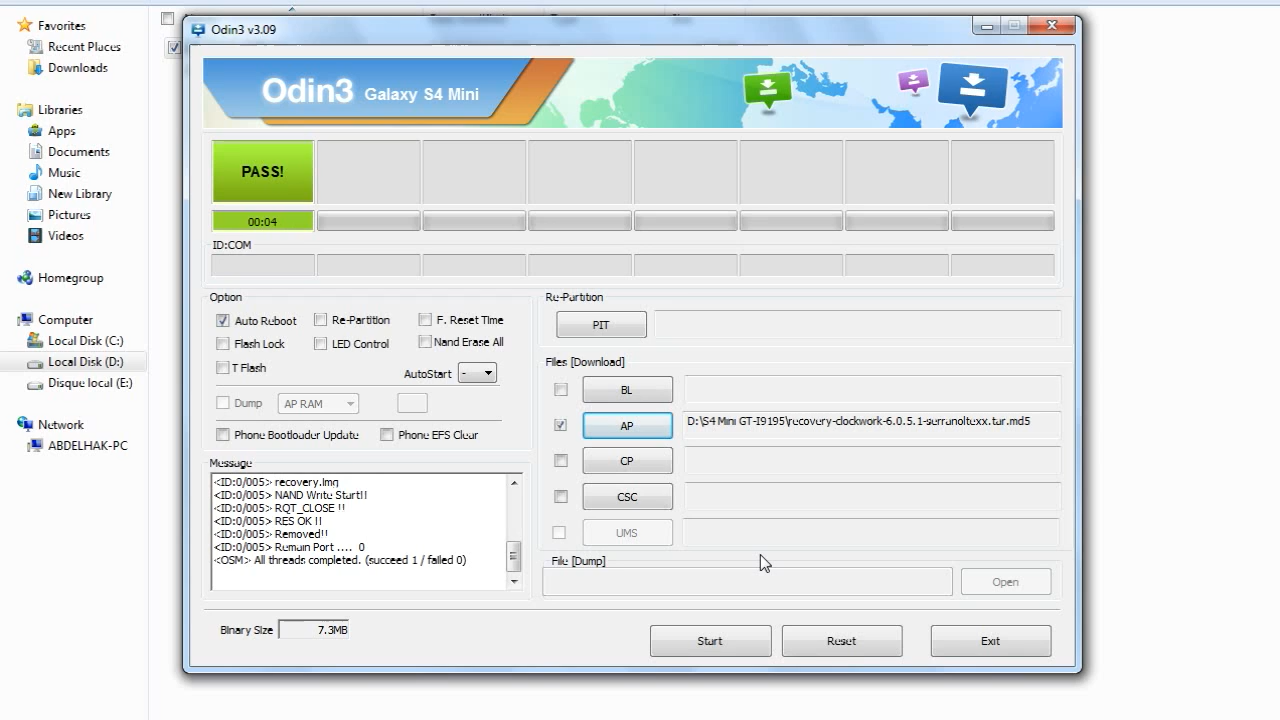 Favorites
Recent Places
Downloads
Libraries
Apps
Documents
Music
New Library
Pictures
Videos
Homegroup
Computer
Local Disk (C:)
Local Disk (D:)
Disque local (E:)
Network
ABDELHAK-PC
Odin3 v3.09
Odin3 Galaxy S4 Mini
PASS!
00:04
ID:COM
Option
Auto Reboot Re-Partition F. Reset Time
Flash Lock LED Control Nand Erase All
T Flash AutoStart -
Dump AP RAM
Phone Bootloader Update Phone EFS Clear
Message
<ID:0/005> recovery.img
<ID:0/005> NAND Write Start!!
<ID:0/005> RQT_CLOSE !!
<ID:0/005> RES OK !!
<ID:0/005> Removed!!
<ID:0/005> Remain Port .... 0
<OSM> All threads completed. (succeed 1 / failed 0)
Re-Partition
PIT
Files [Download]
BL
AP D:\S4 Mini GT-I9195\recovery-clockwork-6.0.5.1-serranoltexx.tar.md5
CP
CSC
UMS
File [Dump]
Open
Binary Size 7.3MB
Start Reset Exit